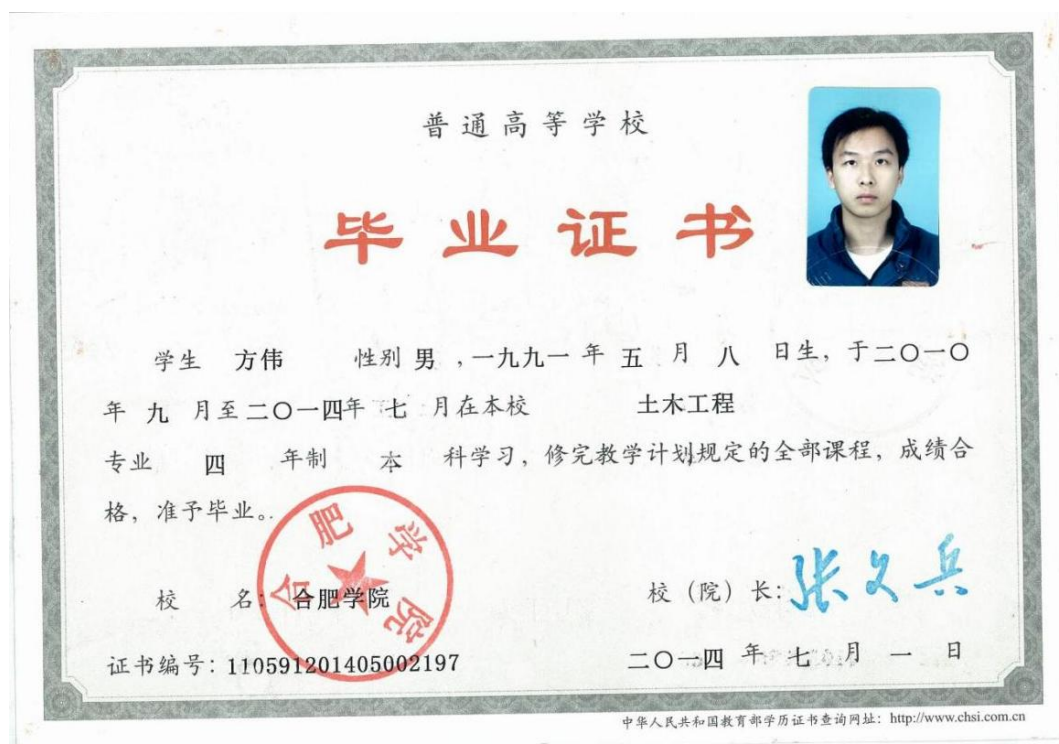 普通高等学校
毕业证书
学生 方伟 性别 男 ，一九九一 年 五 月 八 日生，于二〇一〇
年 九 月至二〇一四年 七 月在本校 土木工程
专业 四 年制 本 科学习，修完教学计划规定的全部课程，成绩合
格，准予毕业。
合肥学院
校 名：合肥学院 校（院）长：张文兵
证书编号：110591201405002197 二〇一四 年 七 月 一 日
中华人民共和国教育部学历证书查询网址：http://www.chsi.com.cn